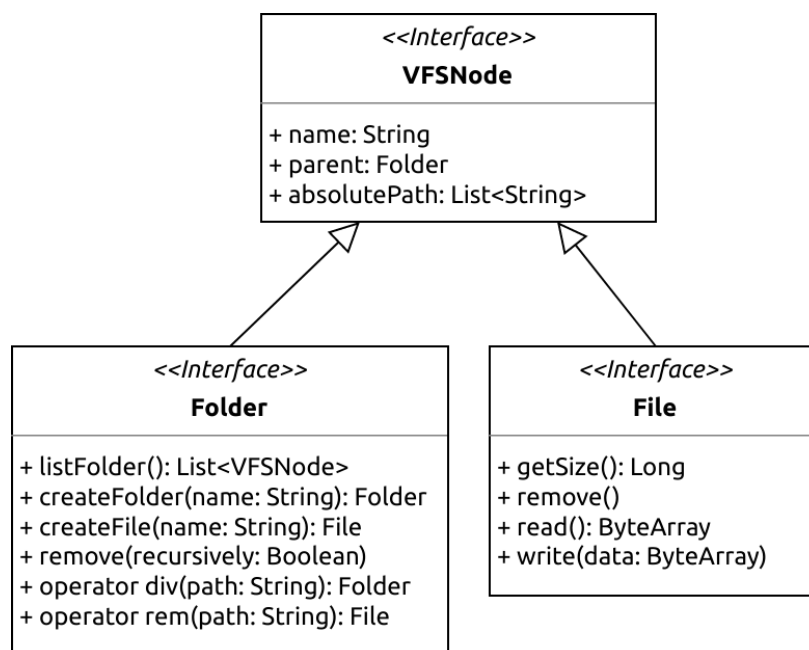 <<Interface>>
VFSNode
+ name: String
+ parent: Folder
+ absolutePath: List<String>
<<Interface>>
Folder
+ listFolder(): List<VFSNode>
+ createFolder(name: String): Folder
+ createFile(name: String): File
+ remove(recursively: Boolean)
+ operator div(path: String): Folder
+ operator rem(path: String): File
<<Interface>>
File
+ getSize(): Long
+ remove()
+ read(): ByteArray
+ write(data: ByteArray)